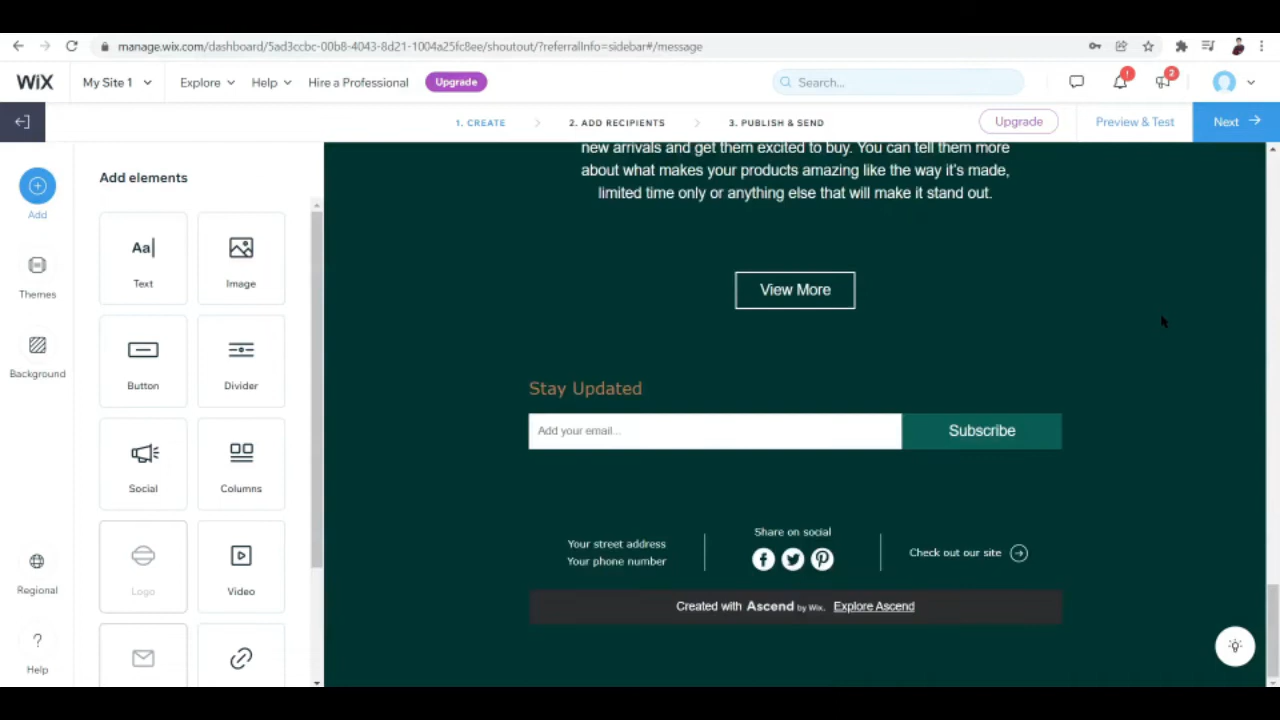 manage.wix.com/dashboard/5ad3ccbc-00b8-4043-8d21-1004a25fc8ee/shoutout/?referralInfo=sidebar#/message
WIX My Site 1 Explore Help Hire a Professional Upgrade Search... ! 2
1. CREATE 2. ADD RECIPIENTS 3. PUBLISH & SEND Upgrade Preview & Test Next
Add
Themes
Background
Regional
? Help
Add elements
Aa Text
Image
Button
Divider
Social
Columns
Logo
Video
new arrivals and get them excited to buy. You can tell them more
about what makes your products amazing like the way it's made,
limited time only or anything else that will make it stand out.
View More
Stay Updated
Add your email... Subscribe
Your street address
Your phone number
Share on social
Check out our site
Created with Ascend by Wix. Explore Ascend